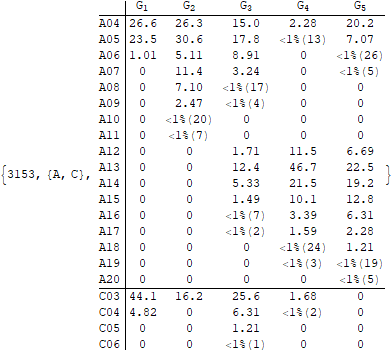 G1 G2 G3 G4 G5
A04 26.6 26.3 15.0 2.28 20.2
A05 23.5 30.6 17.8 <1%(13) 7.07
A06 1.01 5.11 8.91 0 <1%(26)
A07 0 11.4 3.24 0 <1%(5)
A08 0 7.10 <1%(17) 0 0
A09 0 2.47 <1%(4) 0 0
A10 0 <1%(20) 0 0 0
A11 0 <1%(7) 0 0 0
A12 0 0 1.71 11.5 6.69
{3153, {A, C}, A13 0 0 12.4 46.7 22.5 }
A14 0 0 5.33 21.5 19.2
A15 0 0 1.49 10.1 12.8
A16 0 0 <1%(7) 3.39 6.31
A17 0 0 <1%(2) 1.59 2.28
A18 0 0 0 <1%(24) 1.21
A19 0 0 0 <1%(3) <1%(19)
A20 0 0 0 0 <1%(5)
C03 44.1 16.2 25.6 1.68 0
C04 4.82 0 6.31 <1%(2) 0
C05 0 0 1.21 0 0
C06 0 0 <1%(1) 0 0